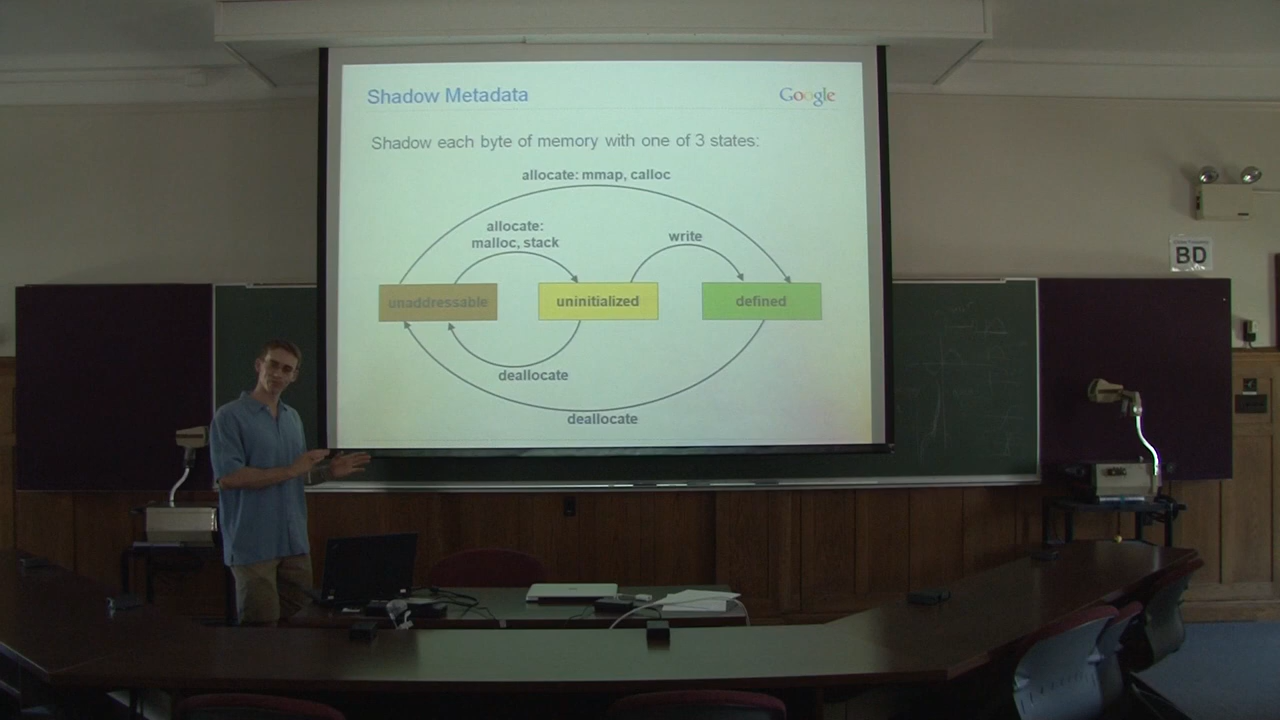 Shadow Metadata
Google
Shadow each byte of memory with one of 3 states:
allocate: mmap, calloc
allocate:
malloc, stack
write
unaddressable
uninitialized
defined
deallocate
deallocate
BD